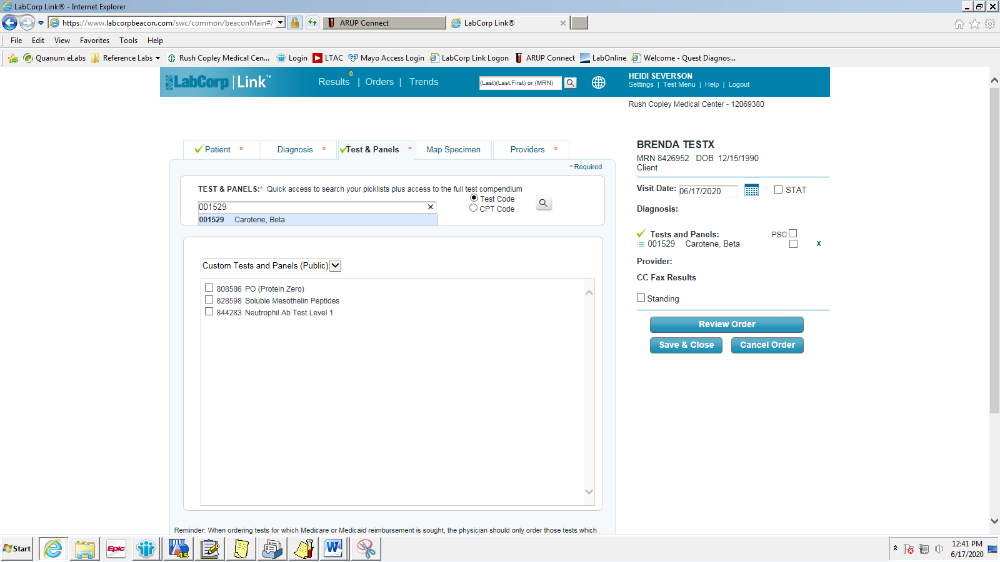 LabCorp Link® - Internet Explorer
https://www.labcorpbeacon.com/swc/common/beaconMain#/
ARUP Connect
LabCorp Link®
File Edit View Favorites Tools Help
Quanum eLabs Reference Labs Rush Copley Medical Cen... Login LTAC Mayo Access Login LabCorp Link Logon ARUP Connect LabOnline Welcome - Quest Diagnos...
LabCorp | Link™
0
Results | Orders | Trends
(Last)(Last,First) or (MRN)
HEIDI SEVERSON
Settings | Test Menu | Help | Logout
Rush Copley Medical Center - 12069380
Patient *
Diagnosis *
Test & Panels *
Map Specimen
Providers *
* Required
TEST & PANELS:* Quick access to search your picklists plus access to the full test compendium
001529
Test Code
CPT Code
001529 Carotene, Beta
Custom Tests and Panels (Public)
808586 PO (Protein Zero)
828598 Soluble Mesothelin Peptides
844283 Neutrophil Ab Test Level 1
Reminder: When ordering tests for which Medicare or Medicaid reimbursement is sought, the physician should only order those tests which
BRENDA TESTX
MRN 8426952 DOB 12/15/1990
Client
Visit Date: 06/17/2020 STAT
Diagnosis:
Tests and Panels: PSC
001529 Carotene, Beta X
Provider:
CC Fax Results
Standing
Review Order
Save & Close Cancel Order
Start
Epic
4.5
W
12:41 PM
6/17/2020